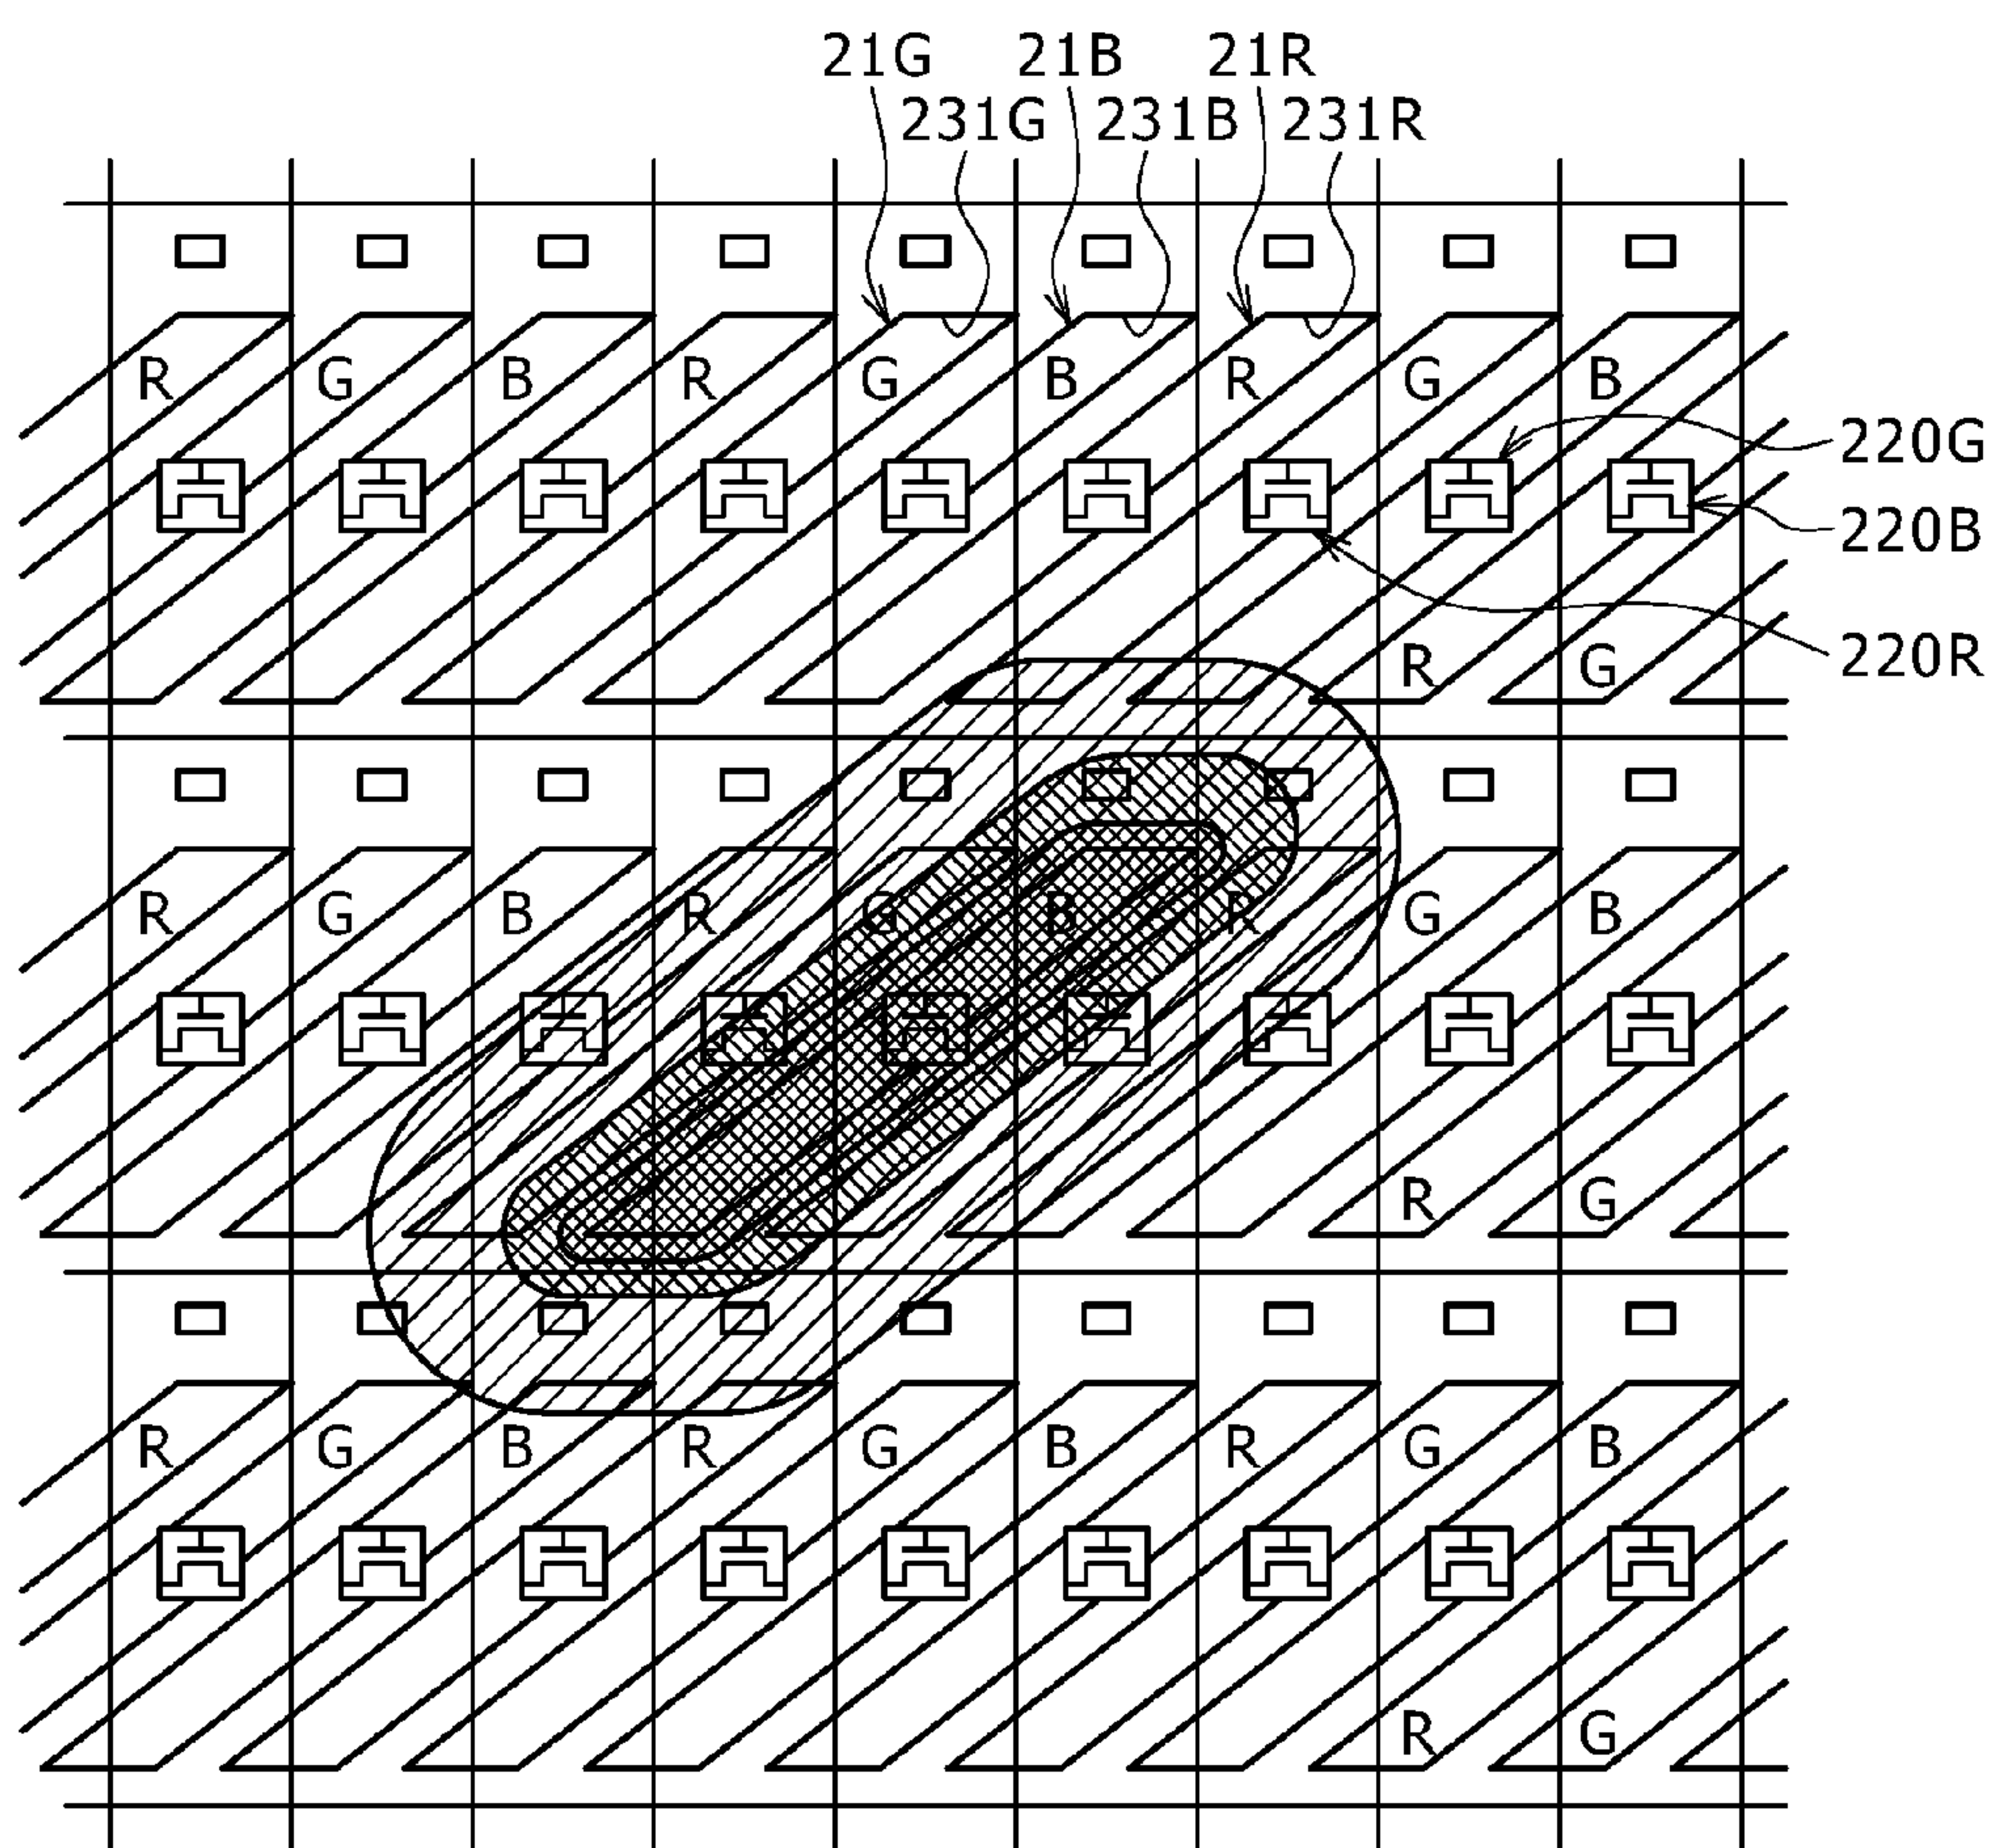 21G 21B 21R
231G 231B 231R
R G B R G B R G B
220G
220B
R G 220R
R G B R G B R G B
R G
R G B R G B R G B
R G